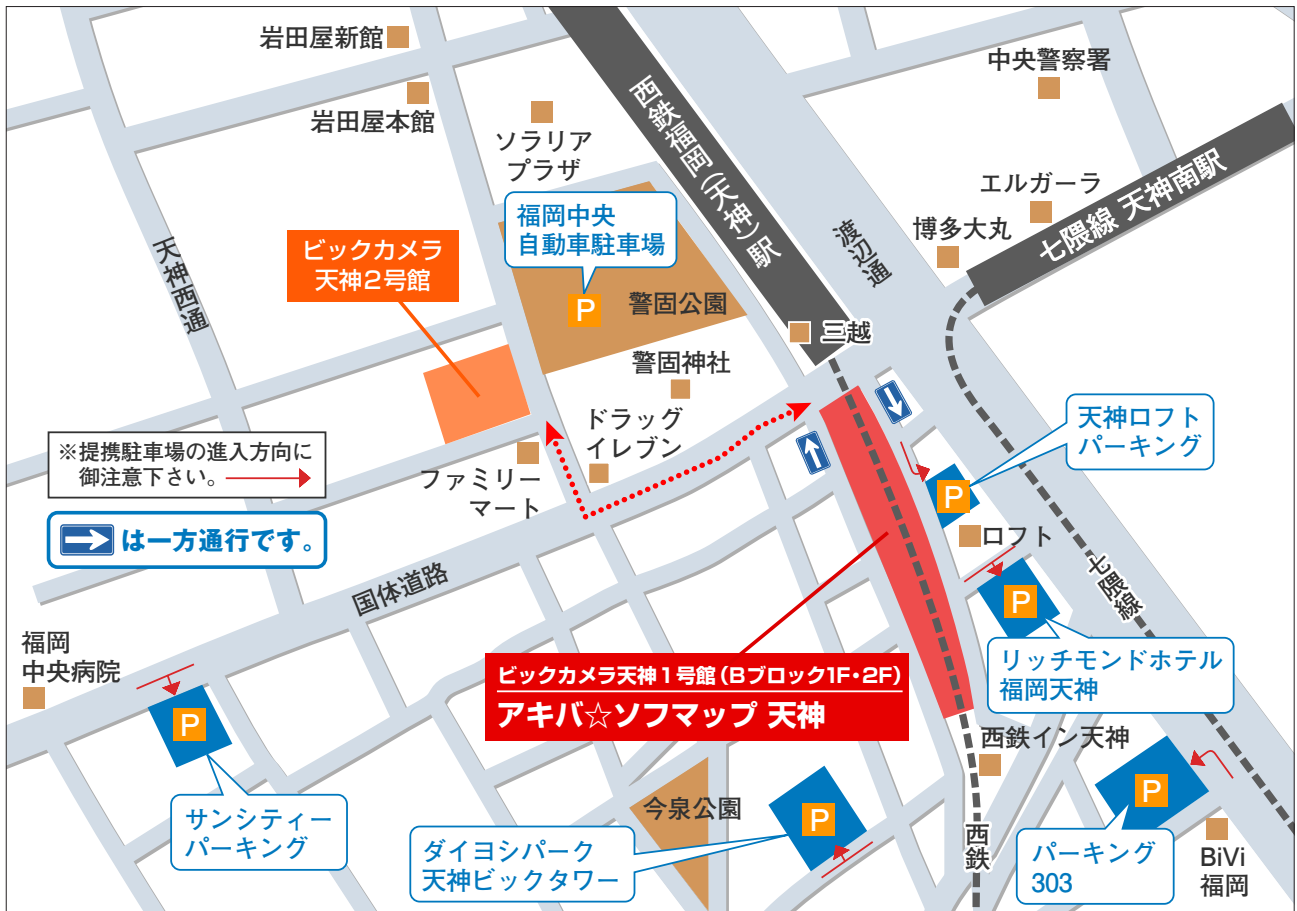 岩田屋新館
岩田屋本館
ソラリア
プラザ
西鉄福岡(天神)駅
中央警察署
エルガーラ
七隈線 天神南駅
博多大丸
渡辺通
福岡中央
自動車駐車場
P
警固公園
天神西通
ビックカメラ
天神2号館
三越
警固神社
ドラッグ
イレブン
ファミリー
マート
天神ロフト
パーキング
P
ロフト
※提携駐車場の進入方向に
御注意下さい。
は一方通行です。
国体道路
七隈線
P
リッチモンドホテル
福岡天神
福岡
中央病院
P
サンシティー
パーキング
ビックカメラ天神1号館(Bブロック1F・2F)
アキバ☆ソフマップ 天神
西鉄イン天神
今泉公園
P
ダイヨシパーク
天神ビックタワー
西鉄
P
パーキング
303
BiVi
福岡